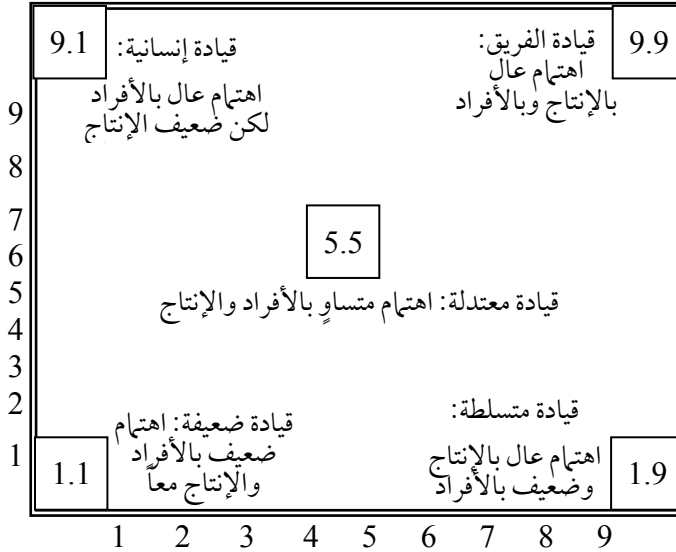 9.1
قيادة إنسانية:
اهتمام عال بالأفراد
لكن ضعيف الإنتاج
9.9
قيادة الفريق:
اهتمام عال
بالإنتاج وبالأفراد
5.5
قيادة معتدلة: اهتمام متساوٍ بالأفراد والإنتاج
1.1
قيادة ضعيفة: اهتمام
ضعيف بالأفراد
والإنتاج معاً
1.9
قيادة متسلطة:
اهتمام عال بالإنتاج
وضعيف بالأفراد
9
8
7
6
5
4
3
2
1
1 2 3 4 5 6 7 8 9